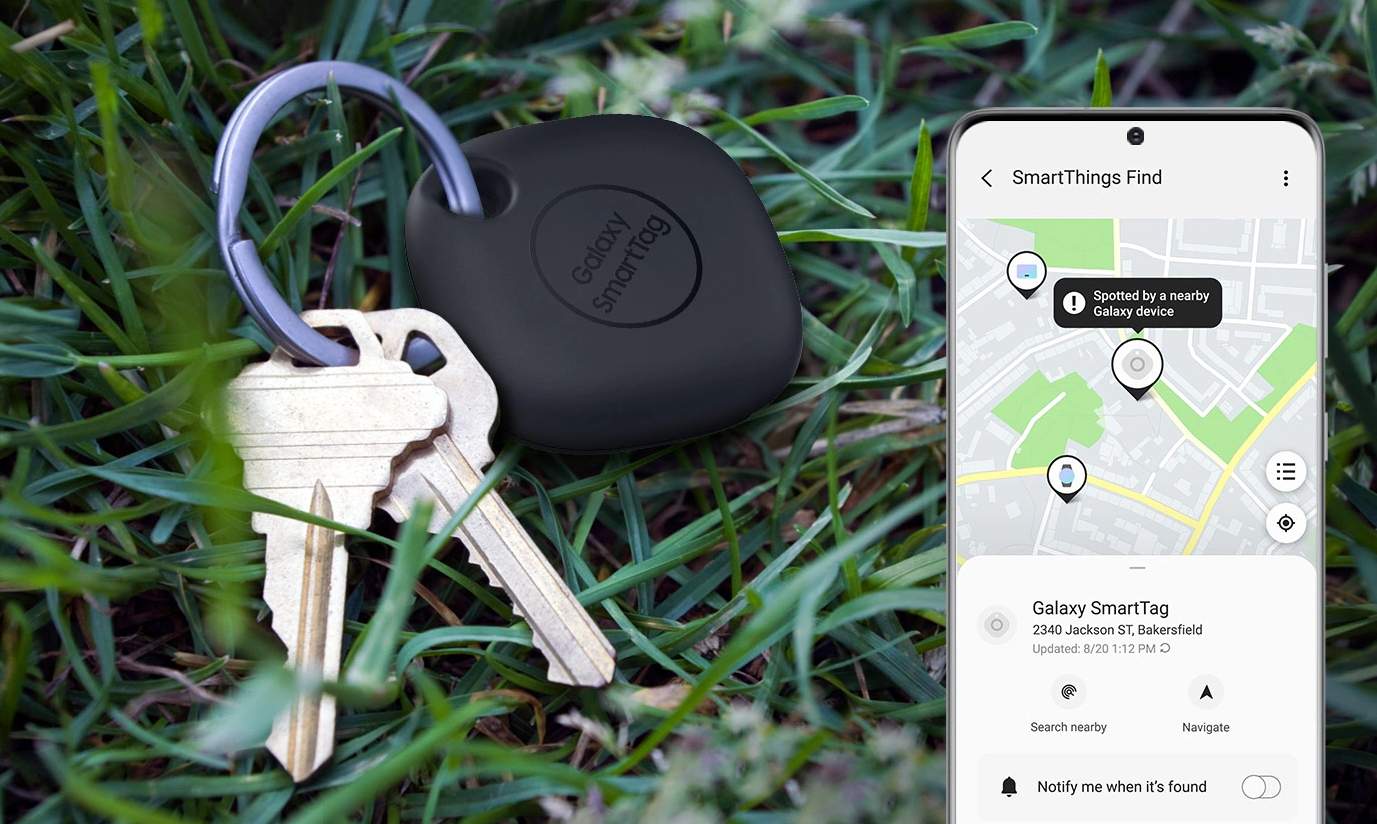 Galaxy
SmartTag
SmartThings Find
Spotted by a nearby
Galaxy device
Galaxy SmartTag
2340 Jackson ST, Bakersfield
Updated: 8/20 1:12 PM
Search nearby
Navigate
Notify me when it's found